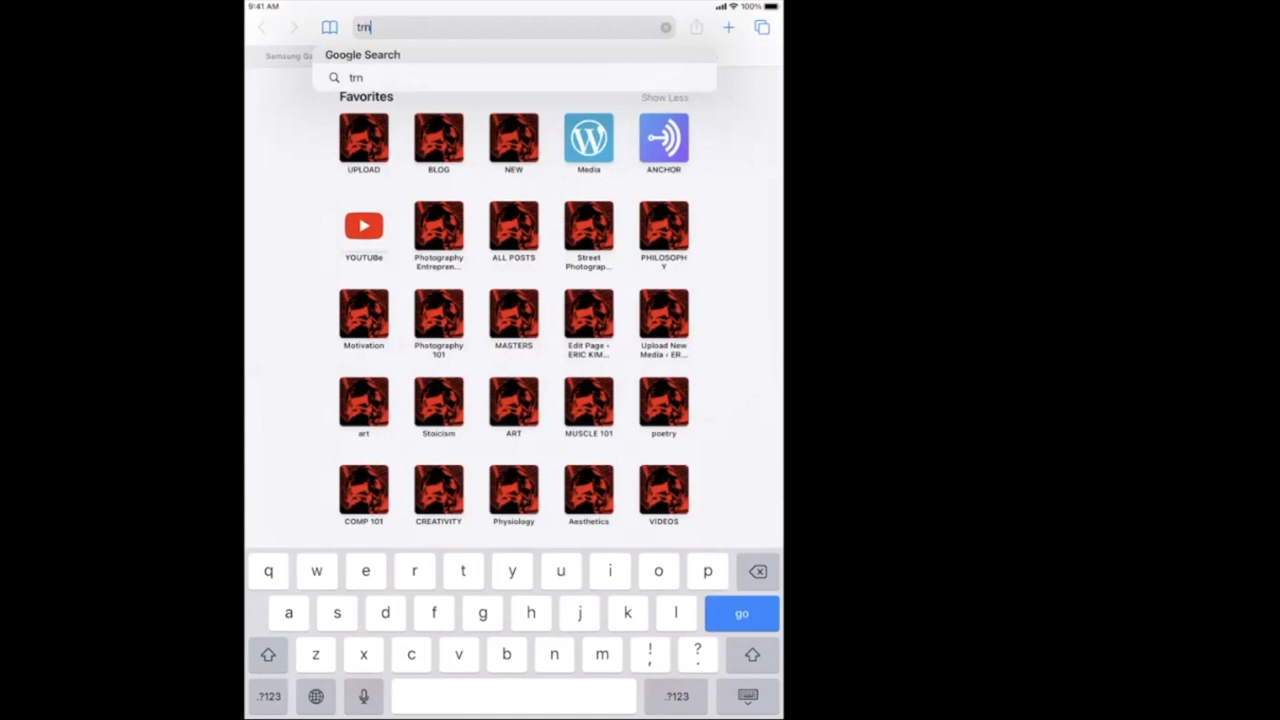 9:41 AM
100%
trn
Samsung Ga
Google Search
trn
Favorites
Show Less
UPLOAD
BLOG
NEW
Media
ANCHOR
YOUTUBe
Photography Entrepren...
ALL POSTS
Street Photograp...
PHILOSOPHY
Motivation
Photography 101
MASTERS
Edit Page ‹ ERIC KIM...
Upload New Media ‹ ER...
art
Stoicism
ART
MUSCLE 101
poetry
COMP 101
CREATIVITY
Physiology
Aesthetics
VIDEOS
q w e r t y u i o p
a s d f g h j k l go
z x c v b n m ! , ? .
.?123 .?123